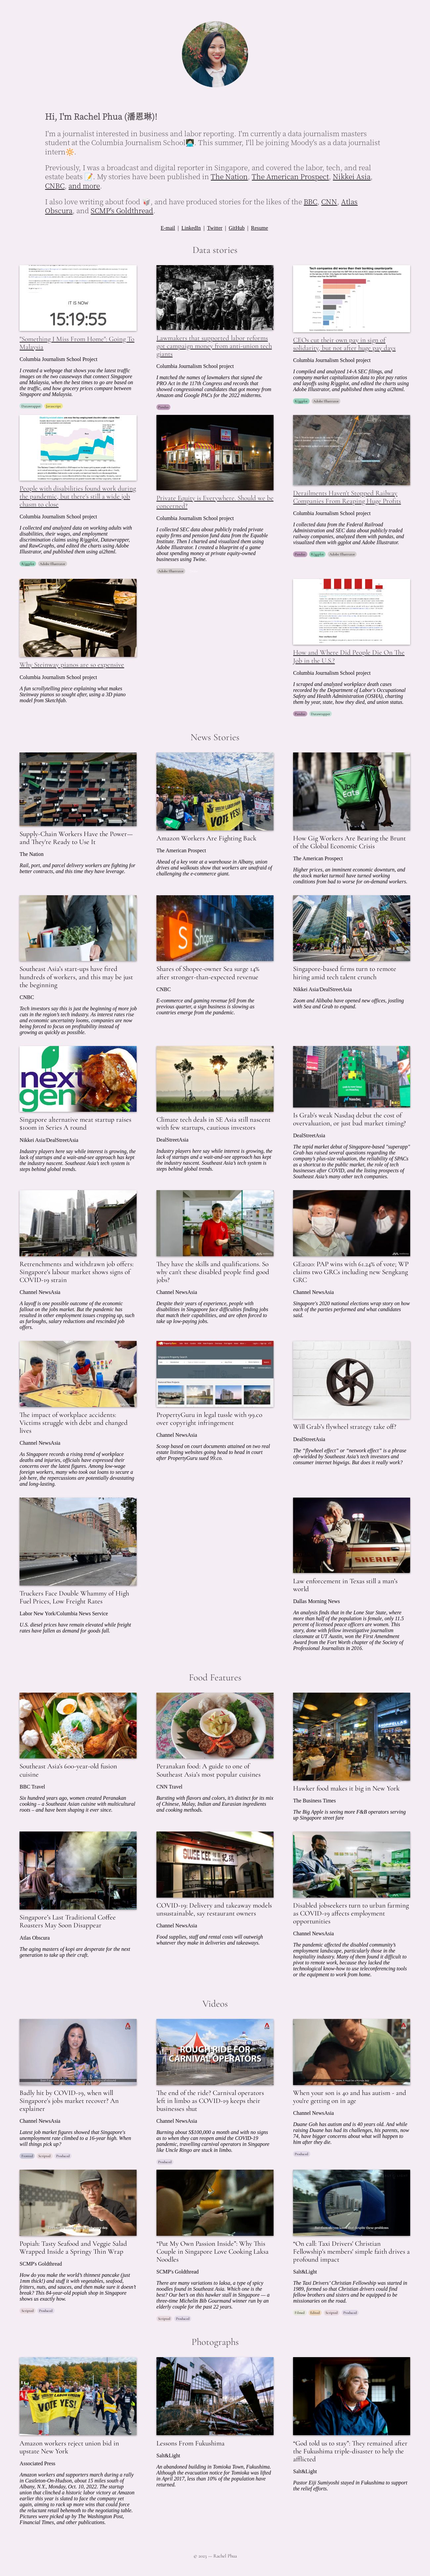 Hi, I'm Rachel Phua (潘恩琳)!
I'm a journalist interested in business and labor reporting. I'm currently a data journalism masters
student at the Columbia Journalism School👩🏻‍💻. This summer, I'll be joining Moody's as a data journalism
intern🔆.
Previously, I was a broadcast and digital reporter in Singapore, and covered the labor, tech, and real
estate beats 📝. My stories have been published in The Nation, The American Prospect, Nikkei Asia,
CNBC, and more.
I also love writing about food 🥡, and have produced stories for the likes of the BBC, CNN, Atlas
Obscura, and SCMP's Goldthread.
E-mail | LinkedIn | Twitter | GitHub | Resume
Data stories
IT IS NOW
15:19:55
"Something I Miss From Home": Going To
Malaysia
Columbia Journalism School Project
I created a webpage that shows you the latest traffic
images on the two causeways that connect Singapore
and Malaysia, when the best times to go are based on
the traffic, and how grocery prices compare between
Singapore and Malaysia.
Lawmakers that supported labor reforms
got campaign money from anti-union tech
giants
Columbia Journalism School project
I matched the names of lawmakers that signed the
PRO Act in the 117th Congress and records that
showed congressional candidates that got money from
Amazon and Google PACs for the 2022 midterms.
CEOs cut their own pay in sign of
solidarity, but not after huge pay days
Columbia Journalism School project
I compiled and analyzed 14-A SEC filings, and
company market capitalization data to get pay ratios
and layoffs using R/ggplot, and edited the charts using
Adobe Illustrator, and published them using ai2html.
People with disabilities found work during
the pandemic, but there's still a wide job
chasm to close
Columbia Journalism School project
I collected and analyzed data on working adults with
disabilities, their wages, and employment
discrimination claims using R/ggplot, Datawrapper,
and RawGraphs, edited the charts using Adobe
Illustrator, and published them using ai2html.
Private Equity is Everywhere. Should we be
concerned?
Columbia Journalism School project
I collected SEC data about publicly traded private
equity firms and pension fund data from the Equable
Institute. Then I charted and visualized them using
Adobe Illustrator. I created a blueprint of a game
about spending money at private equity-owned
businesses using Twine.
Derailments Haven't Stopped Railway
Companies From Reaping Huge Profits
Columbia Journalism School project
I collected data from the Federal Railroad
Administration and SEC data about publicly traded
railway companies, analyzed them with pandas, and
visualized them with ggplot and Adobe Illustrator.
Why Steinway pianos are so expensive
Columbia Journalism School project
A fun scrollytelling piece explaining what makes
Steinway pianos so sought after, using a 3D piano
model from Sketchfab.
How and Where Did People Die On The
Job in the U.S.?
Columbia Journalism School project
I scraped and analyzed workplace death cases
recorded by the Department of Labor's Occupational
Safety and Health Administration (OSHA), charting
them by year, state, how they died, and union status.
News Stories
Supply-Chain Workers Have the Power—
and They're Ready to Use It
The Nation
Rail, port, and parcel delivery workers are fighting for
better contracts, and this time they have leverage.
VOTE YES!
Amazon Workers Are Fighting Back
The American Prospect
Ahead of a key vote at a warehouse in Albany, union
drives and walkouts show that workers are unafraid of
challenging the e-commerce giant.
How Gig Workers Are Bearing the Brunt
of the Global Economic Crisis
The American Prospect
Higher prices, an imminent economic downturn, and
the stock market turmoil have turned working
conditions from bad to worse for on-demand workers.
Southeast Asia's start-ups have fired
hundreds of workers, and this may be just
the beginning
CNBC
Tech investors say this is just the beginning of more job
cuts in the region's tech industry. As interest rates rise
and economic uncertainty looms, companies are now
being forced to focus on profitability instead of
growing as quickly as possible.
Shopee
Shares of Shopee-owner Sea surge 14%
after stronger-than-expected revenue
CNBC
E-commerce and gaming revenue fell from the
previous quarter, a sign business is slowing as
countries emerge from the pandemic.
Singapore-based firms turn to remote
hiring amid tech talent crunch
Nikkei Asia/DealStreetAsia
Zoom and Alibaba have opened new offices, jostling
with Sea and Grab to expand.
next
gen
Singapore alternative meat startup raises
$100m in Series A round
Nikkei Asia/DealStreetAsia
Industry players here say while interest is growing, the
lack of startups and a wait-and-see approach has kept
the industry nascent. Southeast Asia's tech system is
steps behind global trends.
Climate tech deals in SE Asia still nascent
with few startups, cautious investors
DealStreetAsia
Industry players here say while interest is growing, the
lack of startups and a wait-and-see approach has kept
the industry nascent. Southeast Asia's tech system is
steps behind global trends.
Is Grab's weak Nasdaq debut the cost of
overvaluation, or just bad market timing?
DealStreetAsia
The tepid market debut of Singapore-based "superapp"
Grab has raised several questions regarding the
company's plus-size valuation, the reliability of SPACs
as a shortcut to the public market, the role of tech
businesses after COVID, and the listing prospects of
Southeast Asia's many other tech companies.
Retrenchments and withdrawn job offers:
Singapore's labour market shows signs of
COVID-19 strain
Channel NewsAsia
A layoff is one possible outcome of the economic
fallout on the job market. But the pandemic has
resulted in other employment issues cropping up, such
as furloughs, salary reductions and rescinded job
offers.
They have the skills and qualifications. So
why can't these disabled people find good
jobs?
Channel NewsAsia
Despite their years of experience, people with
disabilities in Singapore face difficulties finding jobs
that match their capabilities, and are often forced to
take up low-paying jobs.
GE2020: PAP wins with 61.24% of vote; WP
claims two GRCs including new Sengkang
GRC
Channel NewsAsia
Singapore's 2020 national elections wrap story on how
each of the parties performed and what candidates
said.
The impact of workplace accidents:
Victims struggle with debt and changed
lives
Channel NewsAsia
As Singapore records a rising trend of workplace
deaths and injuries, officials have expressed their
concerns over the latest figures. Among low-wage
foreign workers, many who took out loans to secure a
job here, the repercussions are potentially devastating
and long-lasting.
PropertyGuru in legal tussle with 99.co
over copyright infringement
Channel NewsAsia
Scoop based on court documents attained on two real
estate listing websites going head to head in court
after PropertyGuru sued 99.co.
Will Grab's flywheel strategy take off?
DealStreetAsia
The "flywheel effect" or "network effect" is a phrase
oft-wielded by Southeast Asia's tech investors and
consumer internet bigwigs. But does it really work?
Truckers Face Double Whammy of High
Fuel Prices, Low Freight Rates
Labor New York/Columbia News Service
U.S. diesel prices have remain elevated while freight
rates have fallen as demand for goods fall.
SHERIFF
Law enforcement in Texas still a man's
world
Dallas Morning News
An analysis finds that in the Lone Star State, where
more than half of the population is female, only 11.5
percent of licensed peace officers are women. This
story, done with fellow investigative journalism
classmate at UT Austin, won the First Amendment
Award from the Fort Worth chapter of the Society of
Professional Journalists in 2016.
Food Features
Southeast Asia's 600-year-old fusion
cuisine
BBC Travel
Six hundred years ago, women created Peranakan
cooking – a Southeast Asian cuisine with multicultural
roots – and have been shaping it ever since.
Peranakan food: A guide to one of
Southeast Asia's most popular cuisines
CNN Travel
Bursting with flavors and colors, it's distinct for its mix
of Chinese, Malay, Indian and Eurasian ingredients
and cooking methods.
Hawker food makes it big in New York
The Business Times
The Big Apple is seeing more F&B operators serving
up Singapore street fare
Singapore's Last Traditional Coffee
Roasters May Soon Disappear
Atlas Obscura
The aging masters of kopi are desperate for the next
generation to take up their craft.
COVID-19: Delivery and takeaway models
unsustainable, say restaurant owners
Channel NewsAsia
Food supplies, staff and rental costs will outweigh
whatever they make in deliveries and takeaways.
Disabled jobseekers turn to urban farming
as COVID-19 affects employment
opportunities
Channel NewsAsia
The pandemic affected the disabled community's
employment landscape, particularly those in the
hospitality industry. Many of them found it difficult to
pivot to remote work, because they lacked the
technological know-how to use teleconferencing tools
or the equipment to work from home.
Videos
Badly hit by COVID-19, when will
Singapore's jobs market recover? An
explainer
Channel NewsAsia
Latest job market figures showed that Singapore's
unemployment rate climbed to a 16-year high. When
will things pick up?
ROUGH RIDE FOR
CARNIVAL OPERATORS
The end of the ride? Carnival operators
left in limbo as COVID-19 keeps their
businesses shut
Channel NewsAsia
Burning about S$100,000 a month and with no signs
as to when they can restart amid the COVID-19
pandemic, traveling carnival operators in Singapore
like Uncle Ringo are stuck in limbo.
Produced
When your son is 40 and has autism - and
you're getting on in age
Channel NewsAsia
Duane Goh has autism and is 40 years old. And while
raising Duane has had its challenges, his parents, now
74, have bigger concerns about what will happen to
him after they die.
Produced
Popiah: Tasty Seafood and Veggie Salad
Wrapped Inside a Springy Thin Wrap
SCMP's Goldthread
How do you make the world's thinnest pancake (just
1mm thick!) and stuff it with vegetables, seafood,
fritters, nuts, and sauces, and then make sure it doesn't
break? This 84-year-old popiah shop in Singapore
shows us exactly how.
"Put My Own Passion Inside": Why This
Couple in Singapore Love Cooking Laksa
Noodles
SCMP's Goldthread
There are many variations to laksa, a type of spicy
noodles found in Southeast Asia. Which one is the
best? Our bet's on this hawker stall in Singapore — a
three-time Michelin Bib Gourmand winner run by an
elderly couple for the past 22 years.
"On call: Taxi Drivers' Christian
Fellowship's members' simple faith drives a
profound impact
Salt&Light
The Taxi Drivers' Christian Fellowship was started in
1989, formed so that Christian drivers could find
fellow brothers and sisters and be equipped to be
missionaries on the road.
Photographs
VOTE YES!
Amazon workers reject union bid in
upstate New York
Associated Press
Amazon workers and supporters march during a rally
in Castleton-On-Hudson, about 15 miles south of
Albany, N.Y., Monday, Oct. 10, 2022. The startup
union that clinched a historic labor victory at Amazon
earlier this year is slated to face the company yet
again, aiming to rack up more wins that could force
the reluctant retail behemoth to the negotiating table.
Pictures were picked up by The Washington Post,
Financial Times, and other publications.
Lessons From Fukushima
Salt&Light
An abandoned building in Tomioka Town, Fukushima.
Although the evacuation notice for Tomioka was lifted
in April 2017, less than 10% of the population have
returned.
"God told us to stay": They remained after
the Fukushima triple-disaster to help the
afflicted
Salt&Light
Pastor Eiji Sumiyoshi stayed in Fukushima to support
the relief efforts.
© 2023 — Rachel Phua